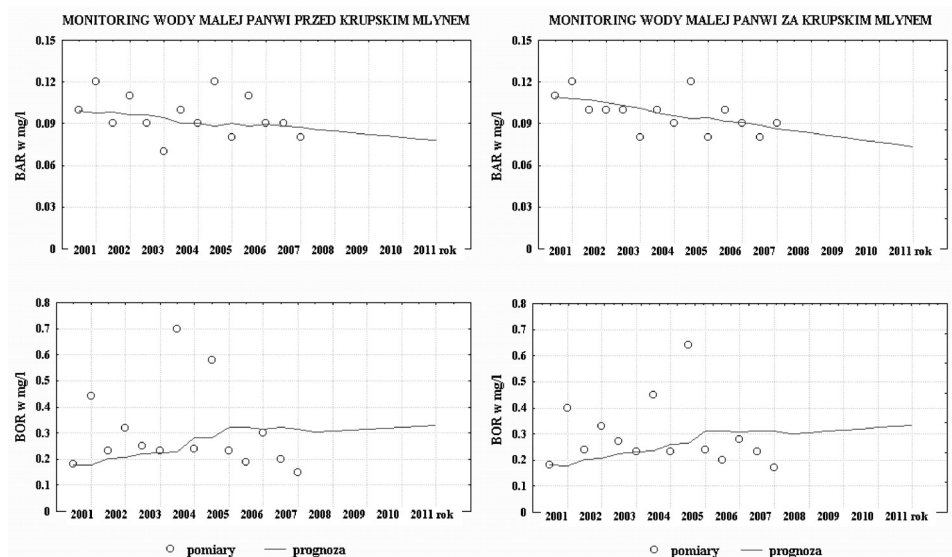 MONITORING WODY MALEJ PANWI PRZED KRUPSKIM MLYNEM
BAR w mg/l
0.15
0.12
0.09
0.06
0.03
0
2001 2002 2003 2004 2005 2006 2007 2008 2009 2010 2011 rok
MONITORING WODY MALEJ PANWI ZA KRUPSKIM MLYNEM
BAR w mg/l
0.15
0.12
0.09
0.06
0.03
0
2001 2002 2003 2004 2005 2006 2007 2008 2009 2010 2011 rok
BOR w mg/l
0.8
0.7
0.6
0.5
0.4
0.3
0.2
0.1
0
2001 2002 2003 2004 2005 2006 2007 2008 2009 2010 2011 rok
pomiary prognoza
BOR w mg/l
0.8
0.7
0.6
0.5
0.4
0.3
0.2
0.1
0
2001 2002 2003 2004 2005 2006 2007 2008 2009 2010 2011 rok
pomiary prognoza